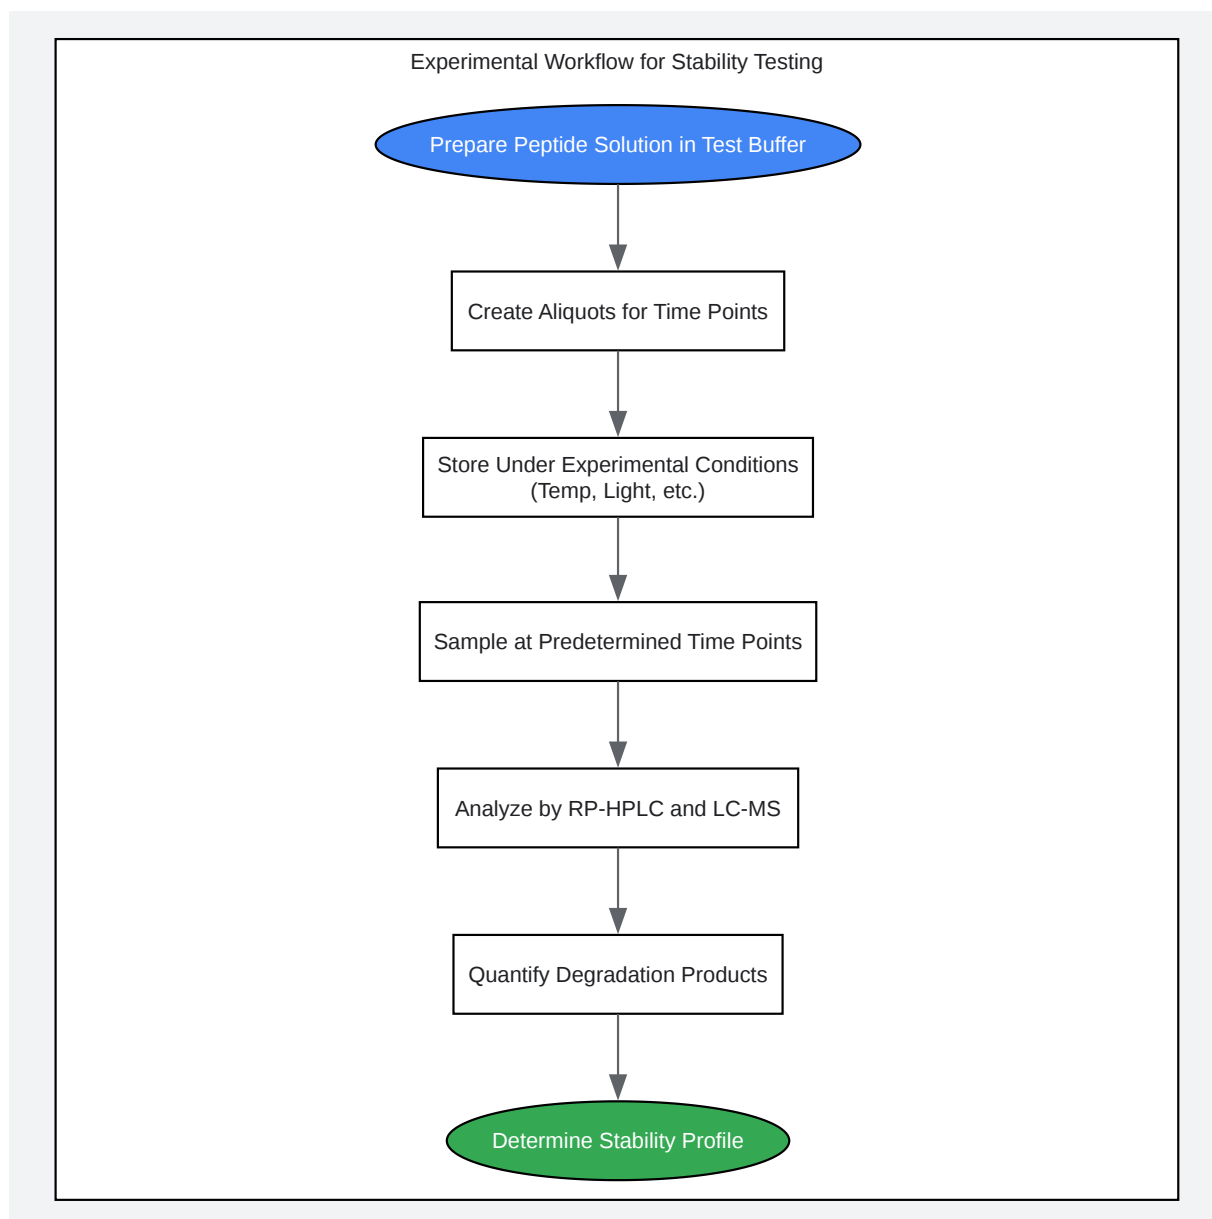 Experimental Workflow for Stability Testing
Prepare Peptide Solution in Test Buffer
Create Aliquots for Time Points
Store Under Experimental Conditions
(Temp, Light, etc.)
Sample at Predetermined Time Points
Analyze by RP-HPLC and LC-MS
Quantify Degradation Products
Determine Stability Profile